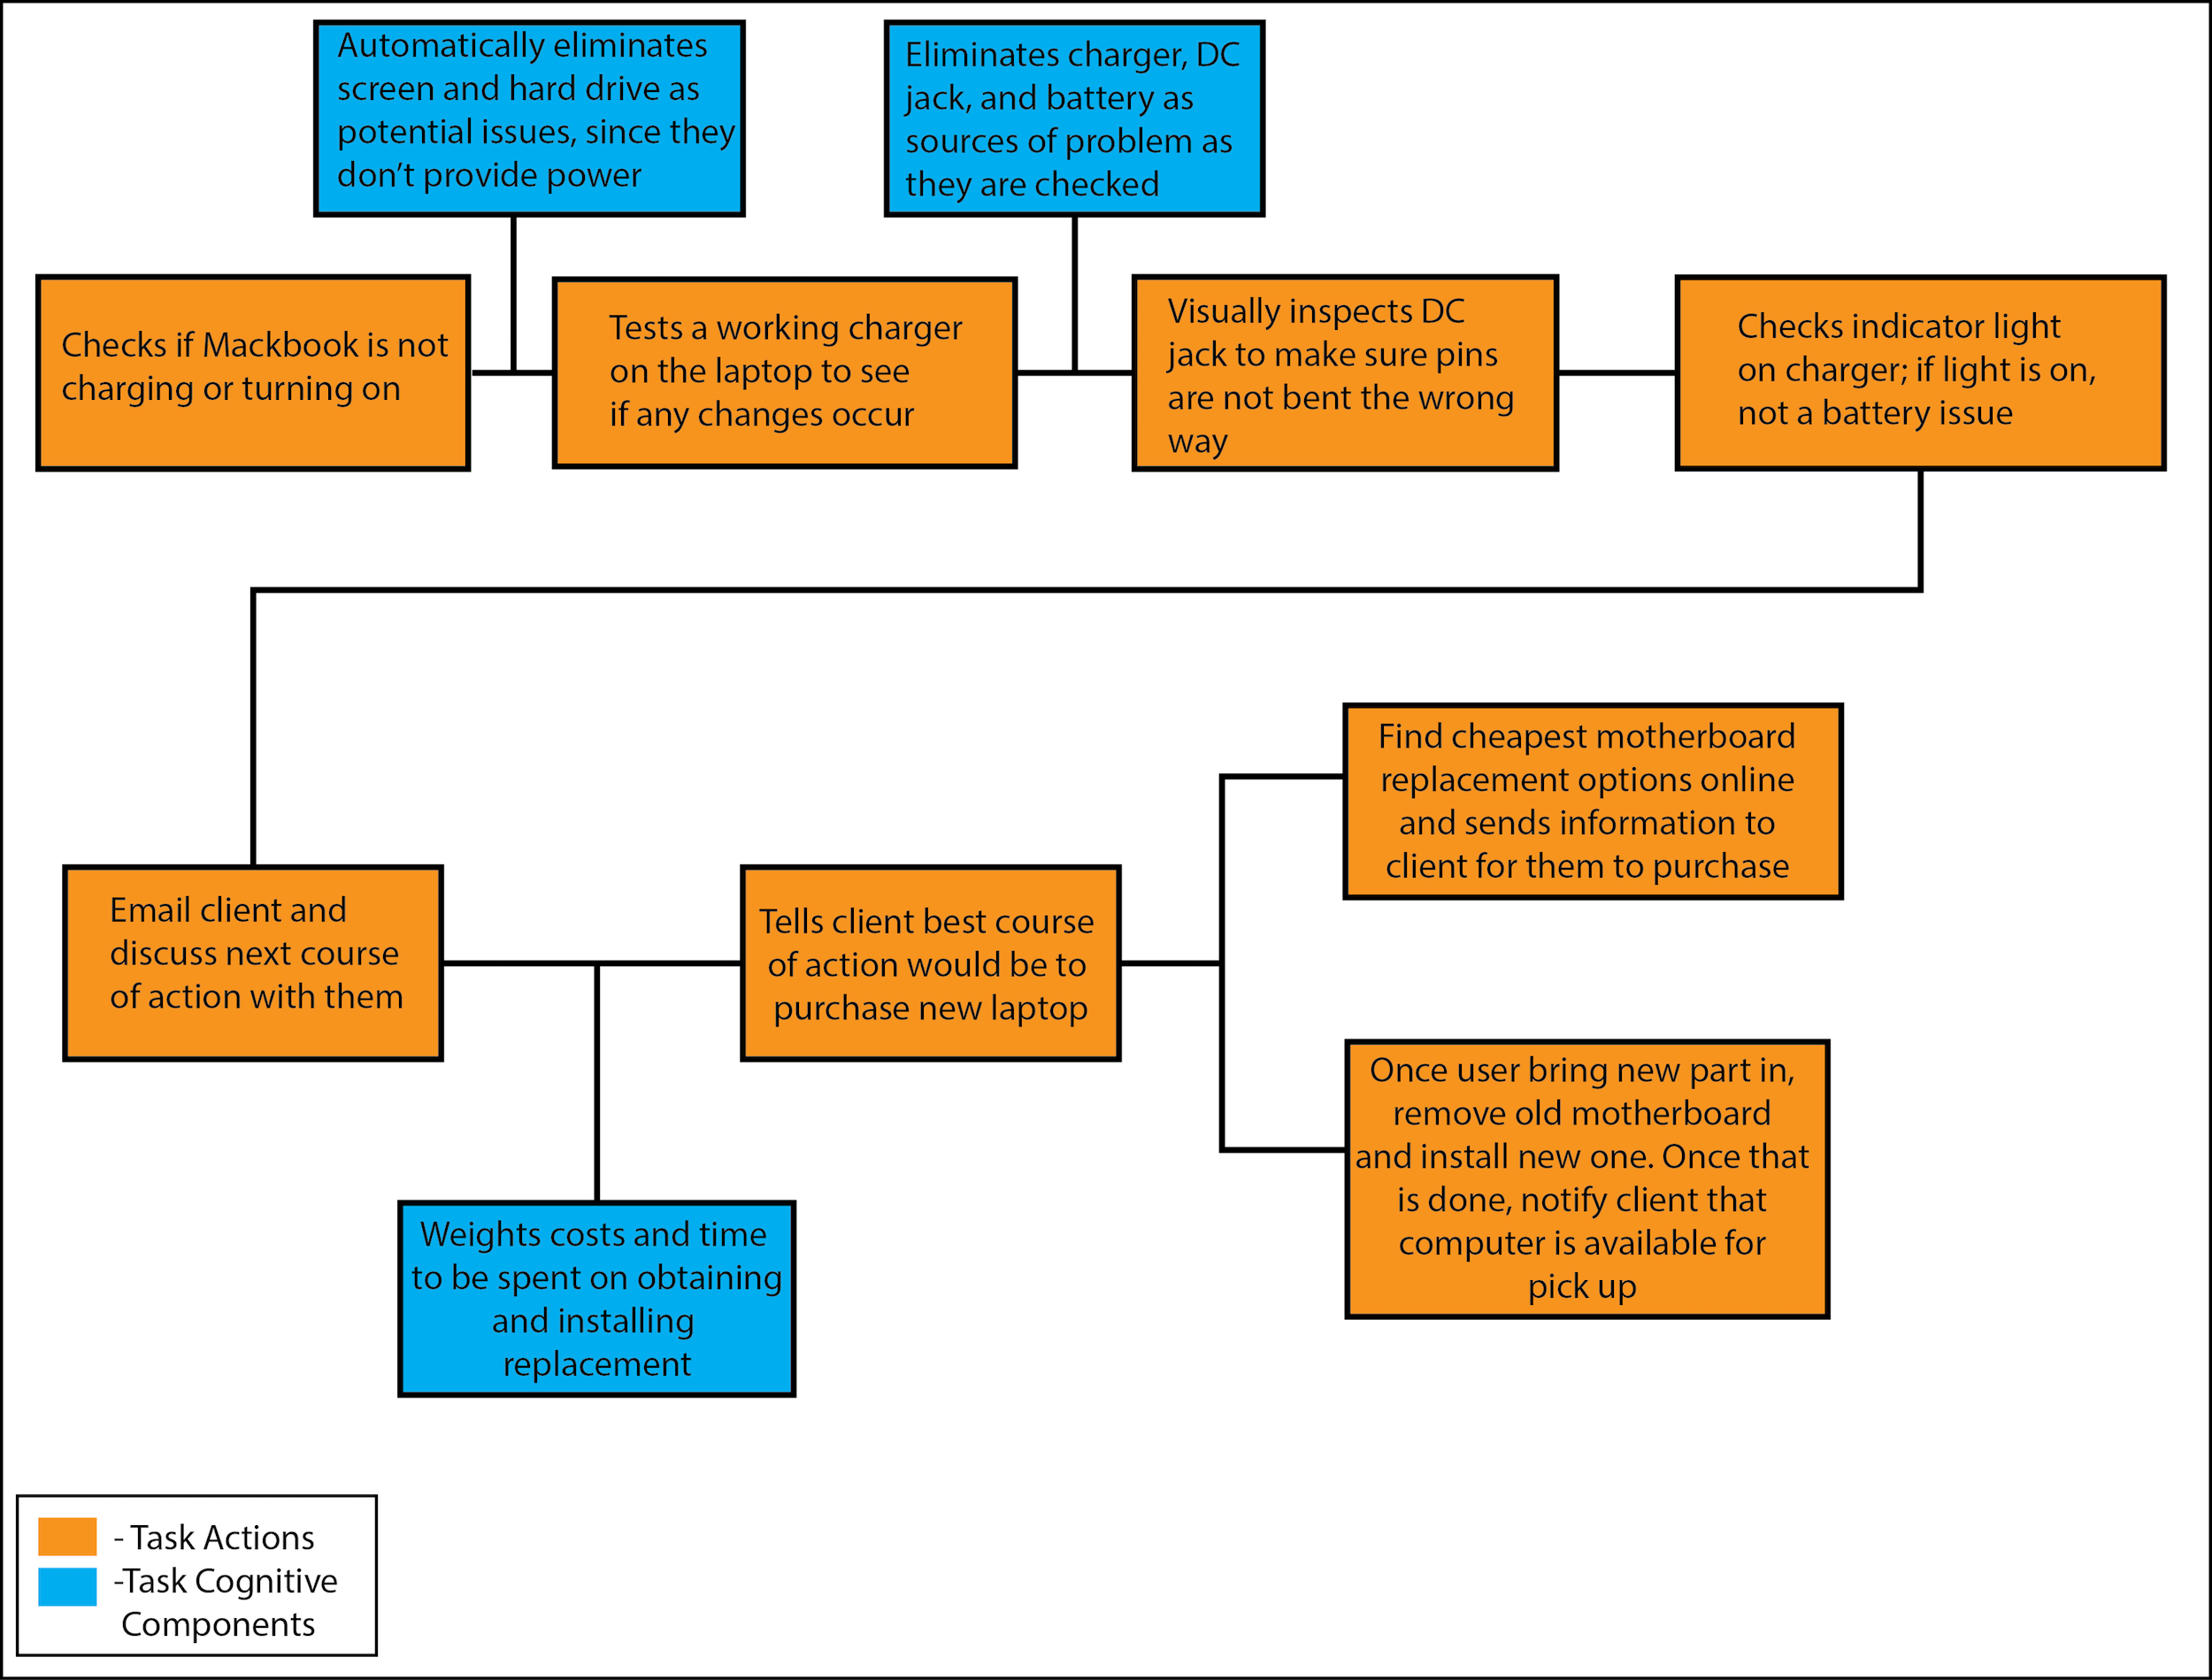 Automatically eliminates
screen and hard drive as
potential issues, since they
don't provide power
Eliminates charger, DC
jack, and battery as
sources of problem as
they are checked
Checks if Mackbook is not
charging or turning on
Tests a working charger
on the laptop to see
if any changes occur
Visually inspects DC
jack to make sure pins
are not bent the wrong
way
Checks indicator light
on charger; if light is on,
not a battery issue
Email client and
discuss next course
of action with them
Tells client best course
of action would be to
purchase new laptop
Find cheapest motherboard
replacement options online
and sends information to
client for them to purchase
Once user bring new part in,
remove old motherboard
and install new one. Once that
is done, notify client that
computer is available for
pick up
Weights costs and time
to be spent on obtaining
and installing
replacement
- Task Actions
-Task Cognitive
Components